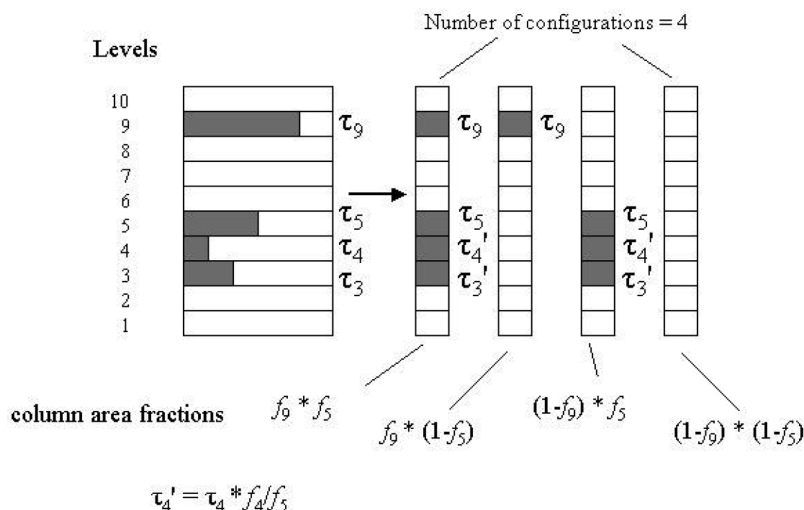 Number of configurations = 4
Levels
10
9 τ9 τ9 τ9
8
7
6
5 τ5 τ5 τ5
4 τ4 τ4' τ4'
3 τ3 τ3' τ3'
2
1
column area fractions f9 * f5 f9 * (1-f5) (1-f9) * f5 (1-f9) * (1-f5)
τ4' = τ4 * f4/f5